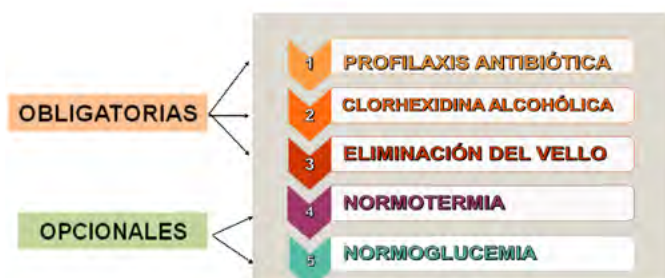 OBLIGATORIAS
1 PROFILAXIS ANTIBIÓTICA
2 CLORHEXIDINA ALCOHÓLICA
3 ELIMINACIÓN DEL VELLO
OPCIONALES
4 NORMOTERMIA
5 NORMOGLUCEMIA